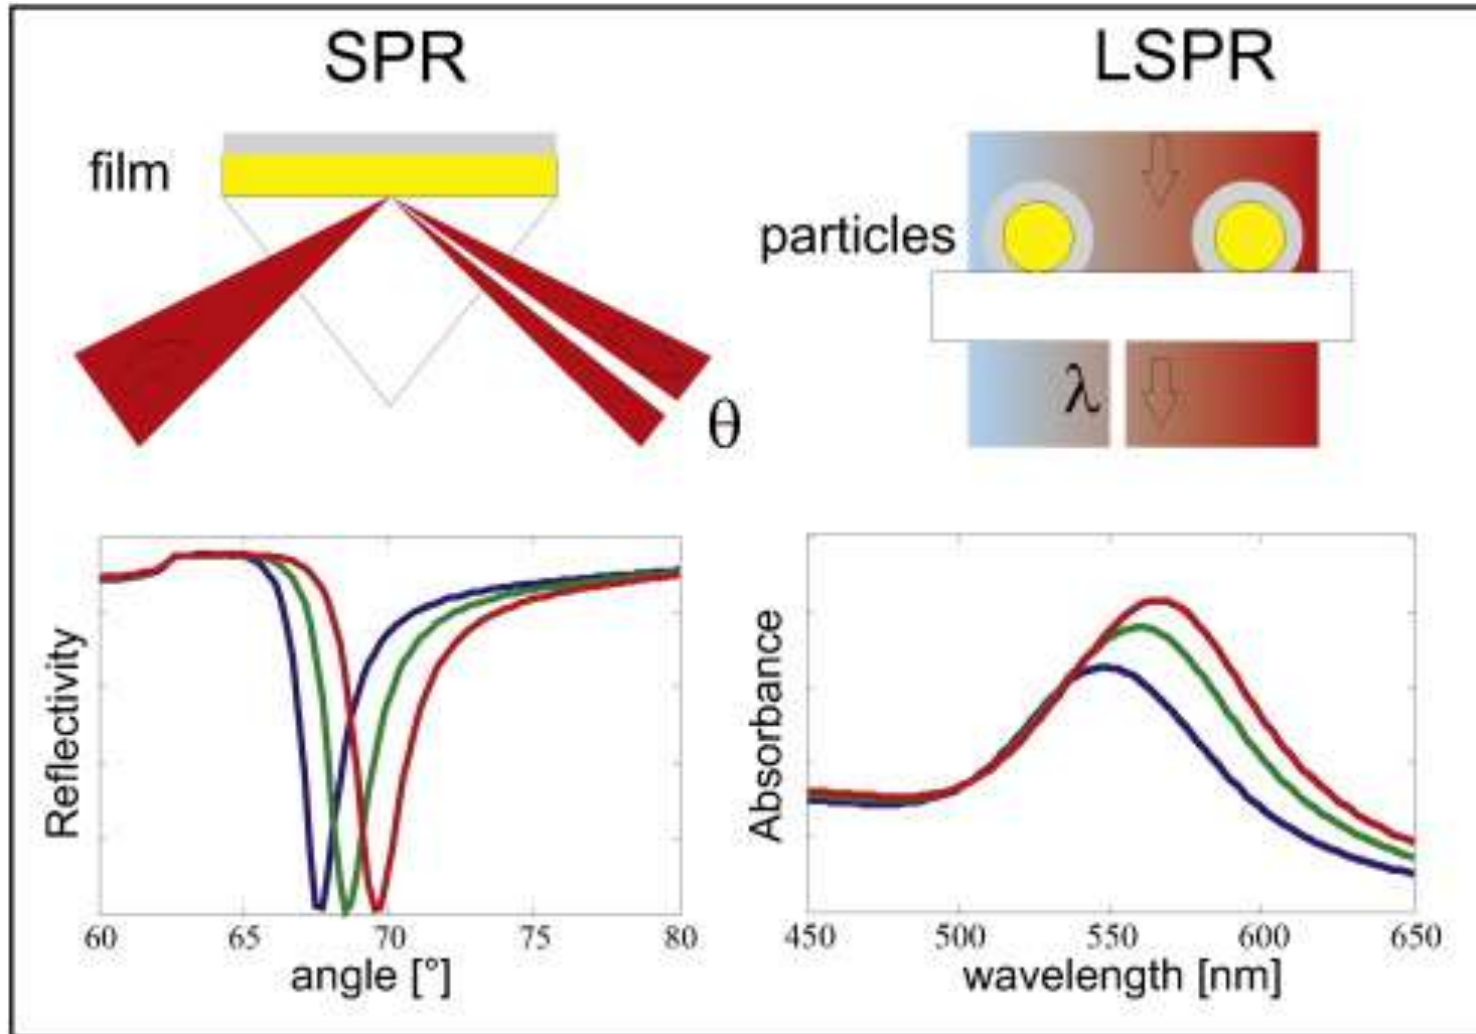 SPR
film
θ
Reflectivity
60 65 70 75 80
angle [°]
LSPR
particles
λ
Absorbance
450 500 550 600 650
wavelength [nm]